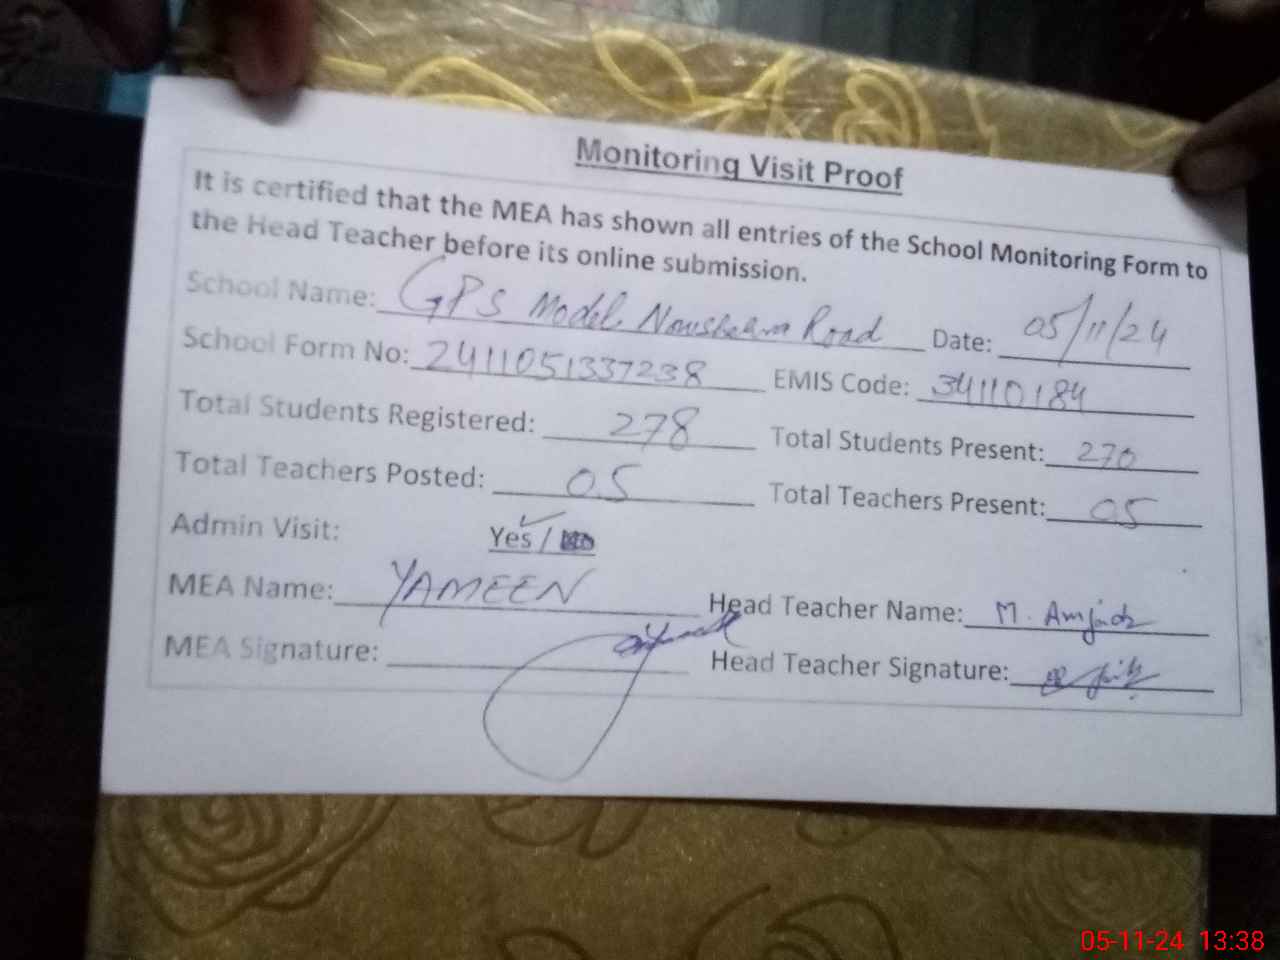 Monitoring Visit Proof
It is certified that the MEA has shown all entries of the School Monitoring Form to
the Head Teacher before its online submission.
School Name: GPS Model Nowshera Road Date: 05/11/24
School Form No: 2411051337238 EMIS Code: 34110184
Total Students Registered: 278 Total Students Present: 270
Total Teachers Posted: 05 Total Teachers Present: 05
Admin Visit: Yes /
MEA Name: YAMEEN Head Teacher Name: M. Amjad
MEA Signature: Head Teacher Signature:
05-11-24 13:38